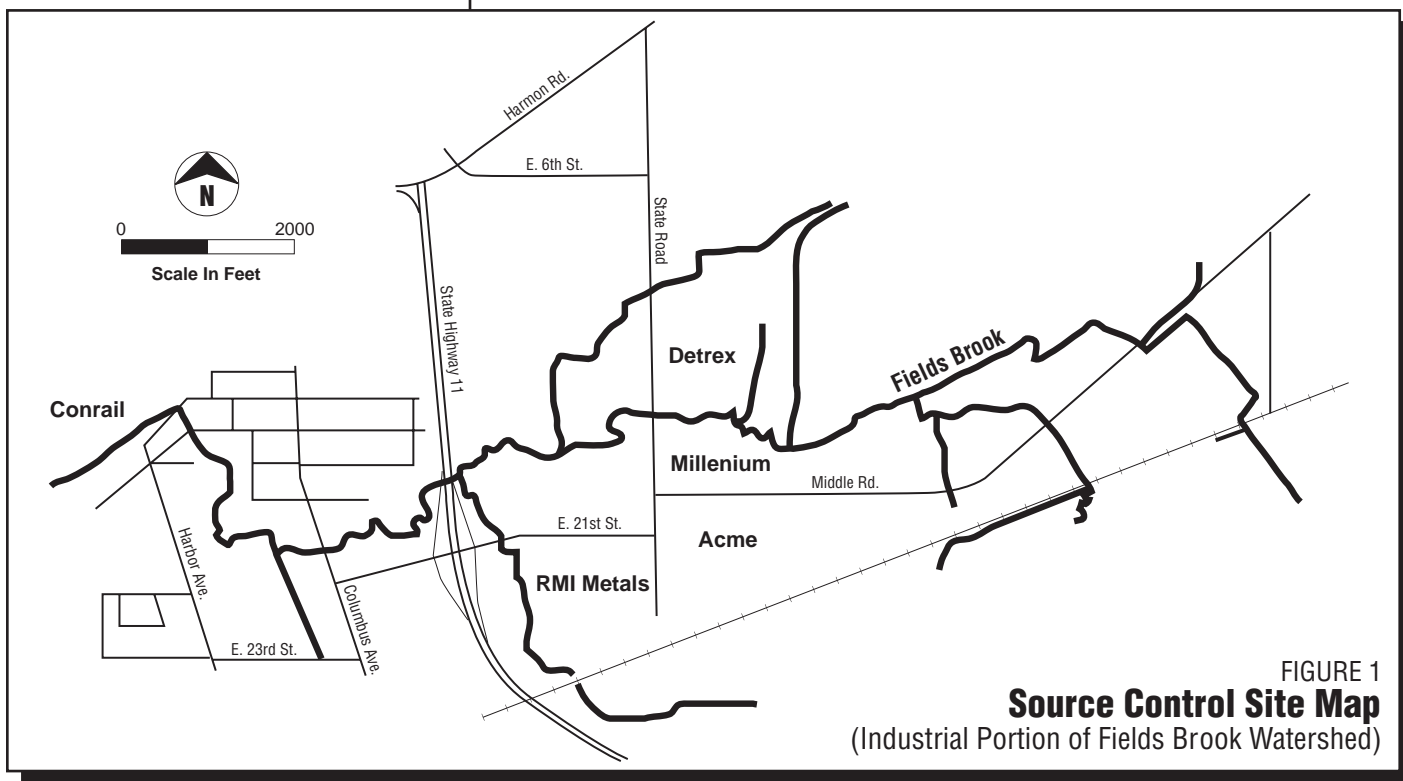 Harmon Rd.
E. 6th St.
N
0 2000
Scale In Feet
State Road
State Highway 11
Detrex
Fields Brook
Conrail
Millenium
Middle Rd.
E. 21st St.
Acme
Harbor Ave.
RMI Metals
Columbus Ave.
E. 23rd St.
FIGURE 1
Source Control Site Map
(Industrial Portion of Fields Brook Watershed)